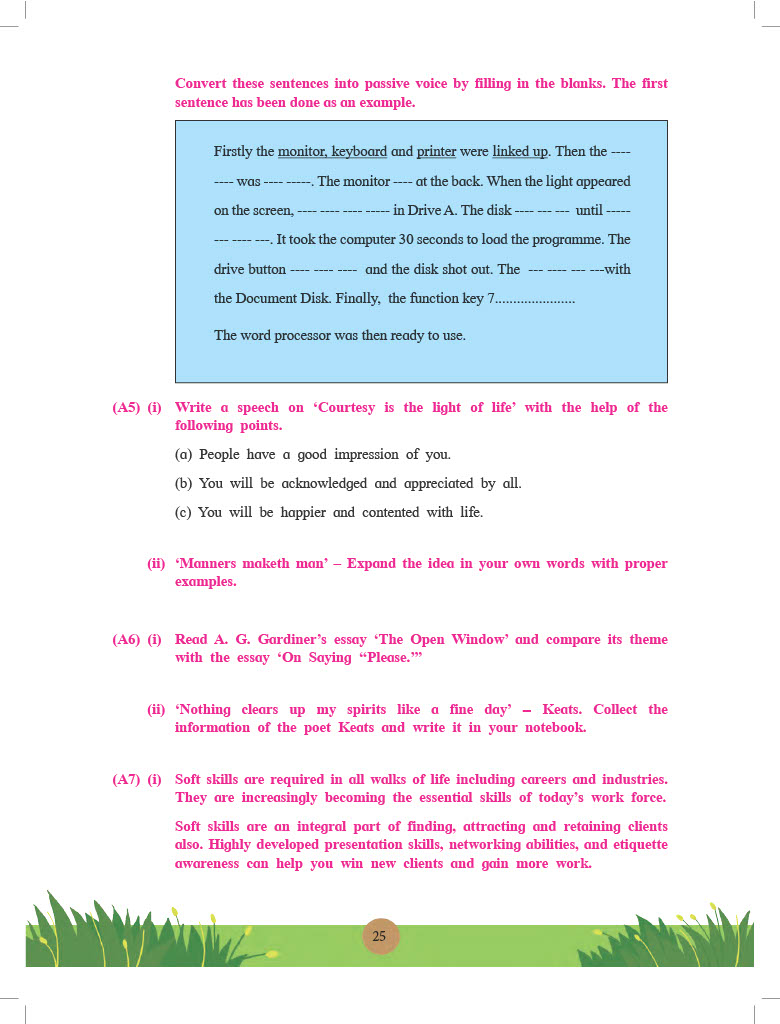 Convert these sentences into passive voice by filling in the blanks. The first
sentence has been done as an example.
Firstly the monitor, keyboard and printer were linked up. Then the ----
---- was ---- -----. The monitor ---- at the back. When the light appeared
on the screen, ---- ---- ---- ----- in Drive A. The disk ---- --- --- until -----
--- ---- ---. It took the computer 30 seconds to load the programme. The
drive button ---- ---- ---- and the disk shot out. The --- ---- --- ---with
the Document Disk. Finally, the function key 7......................
The word processor was then ready to use.
(A5) (i) Write a speech on ‘Courtesy is the light of life’ with the help of the
following points.
(a) People have a good impression of you.
(b) You will be acknowledged and appreciated by all.
(c) You will be happier and contented with life.
(ii) ‘Manners maketh man’ – Expand the idea in your own words with proper
examples.
(A6) (i) Read A. G. Gardiner’s essay ‘The Open Window’ and compare its theme
with the essay ‘On Saying “Please.”’
(ii) ‘Nothing clears up my spirits like a fine day’ – Keats. Collect the
information of the poet Keats and write it in your notebook.
(A7) (i) Soft skills are required in all walks of life including careers and industries.
They are increasingly becoming the essential skills of today’s work force.
Soft skills are an integral part of finding, attracting and retaining clients
also. Highly developed presentation skills, networking abilities, and etiquette
awareness can help you win new clients and gain more work.
25